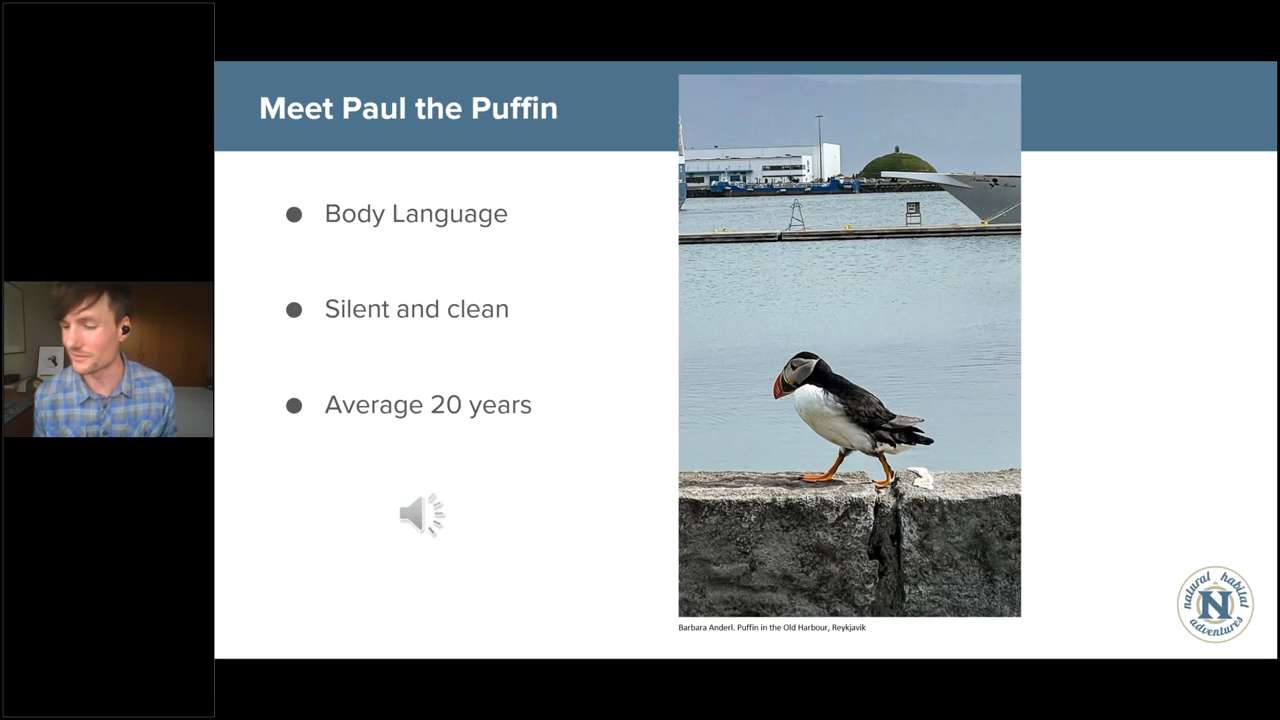 Meet Paul the Puffin
● Body Language
● Silent and clean
● Average 20 years
Barbara Anderl. Puffin in the Old Harbour, Reykjavik
natural habitat
N
adventures